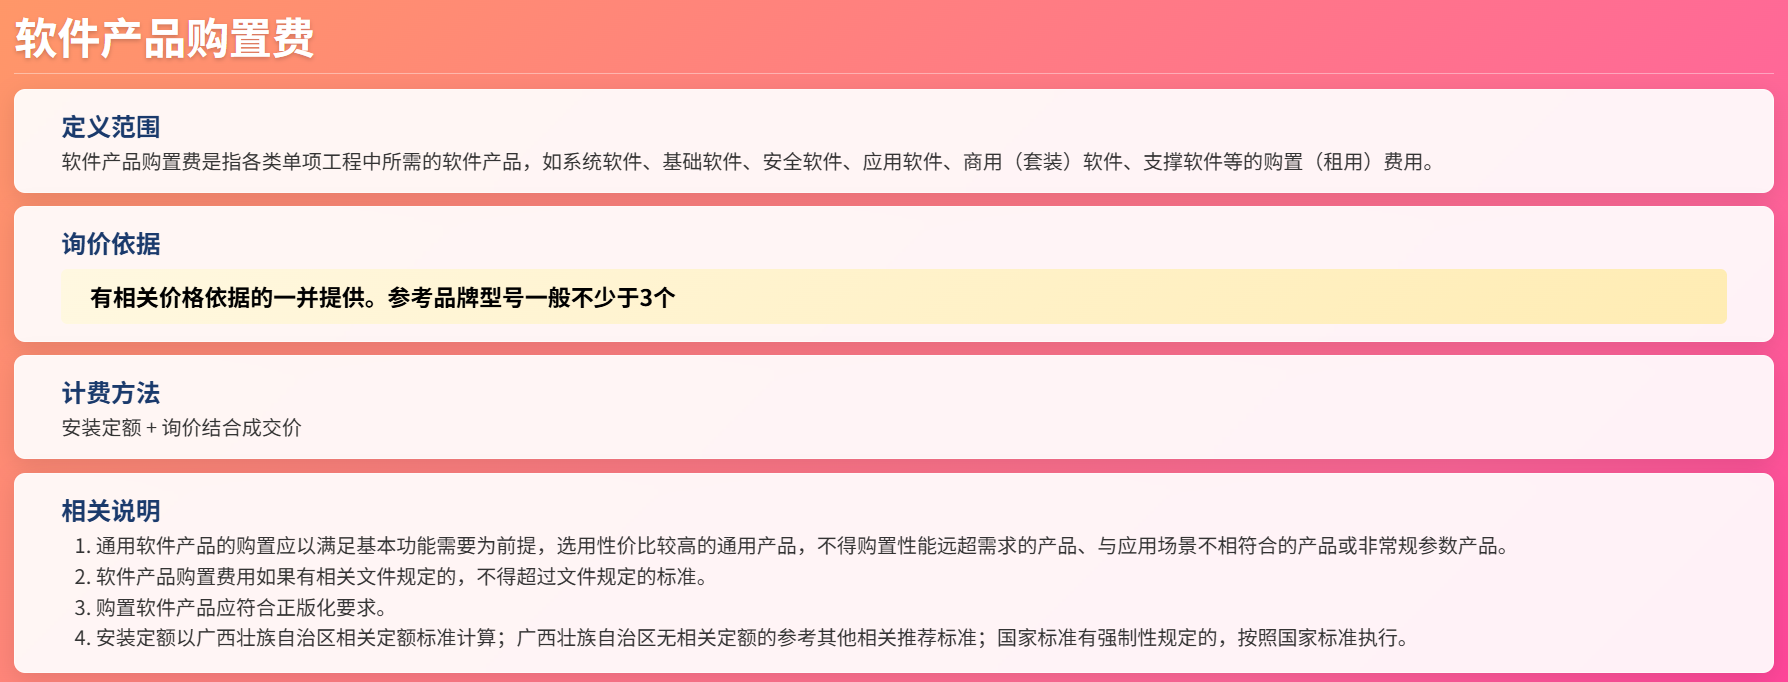 软件产品购置费
定义范围
软件产品购置费是指各类单项工程中所需的软件产品，如系统软件、基础软件、安全软件、应用软件、商用（套装）软件、支撑软件等的购置（租用）费用。
询价依据
有相关价格依据的一并提供。参考品牌型号一般不少于3个
计费方法
安装定额 + 询价结合成交价
相关说明
1. 通用软件产品的购置应以满足基本功能需要为前提，选用性价比较高的通用产品，不得购置性能远超需求的产品、与应用场景不相符合的产品或非常规参数产品。
2. 软件产品购置费用如果有相关文件规定的，不得超过文件规定的标准。
3. 购置软件产品应符合正版化要求。
4. 安装定额以广西壮族自治区相关定额标准计算；广西壮族自治区无相关定额的参考其他相关推荐标准；国家标准有强制性规定的，按照国家标准执行。